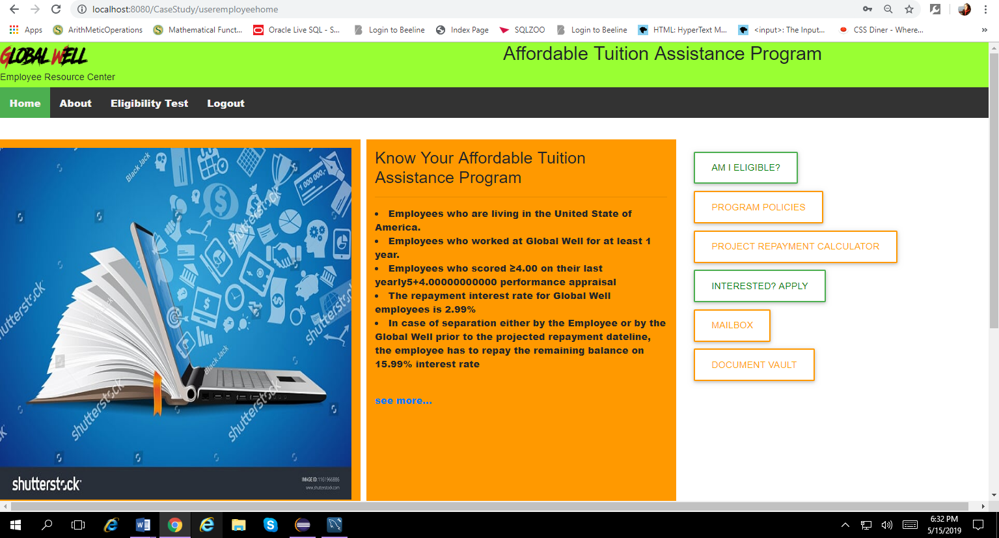 localhost:8080/CaseStudy/useremployeehome
Apps ArithMeticOperations Mathematical Funct... Oracle Live SQL - S... Login to Beeline Index Page SQLZOO Login to Beeline HTML: HyperText M... <input>: The Input... CSS Diner - Where... »
GLOBAL WELL
Affordable Tuition Assistance Program
Employee Resource Center
Home About Eligibility Test Logout
Black Jack
1 000 000,-
shutterstock
shutterstock
shutterstock
shutterstock
Black Jack
shutterstock
shutterstock
shutterstock
IMAGE ID: 1161966886
www.shutterstock.com
Know Your Affordable Tuition
Assistance Program
• Employees who are living in the United State of
America.
• Employees who worked at Global Well for at least 1
year.
• Employees who scored ≥4.00 on their last
yearly5+4.00000000000 performance appraisal
• The repayment interest rate for Global Well
employees is 2.99%
• In case of separation either by the Employee or by the
Global Well prior to the projected repayment dateline,
the employee has to repay the remaining balance on
15.99% interest rate
see more...
AM I ELIGIBLE?
PROGRAM POLICIES
PROJECT REPAYMENT CALCULATOR
INTERESTED? APPLY
MAILBOX
DOCUMENT VAULT
6:32 PM
5/15/2019